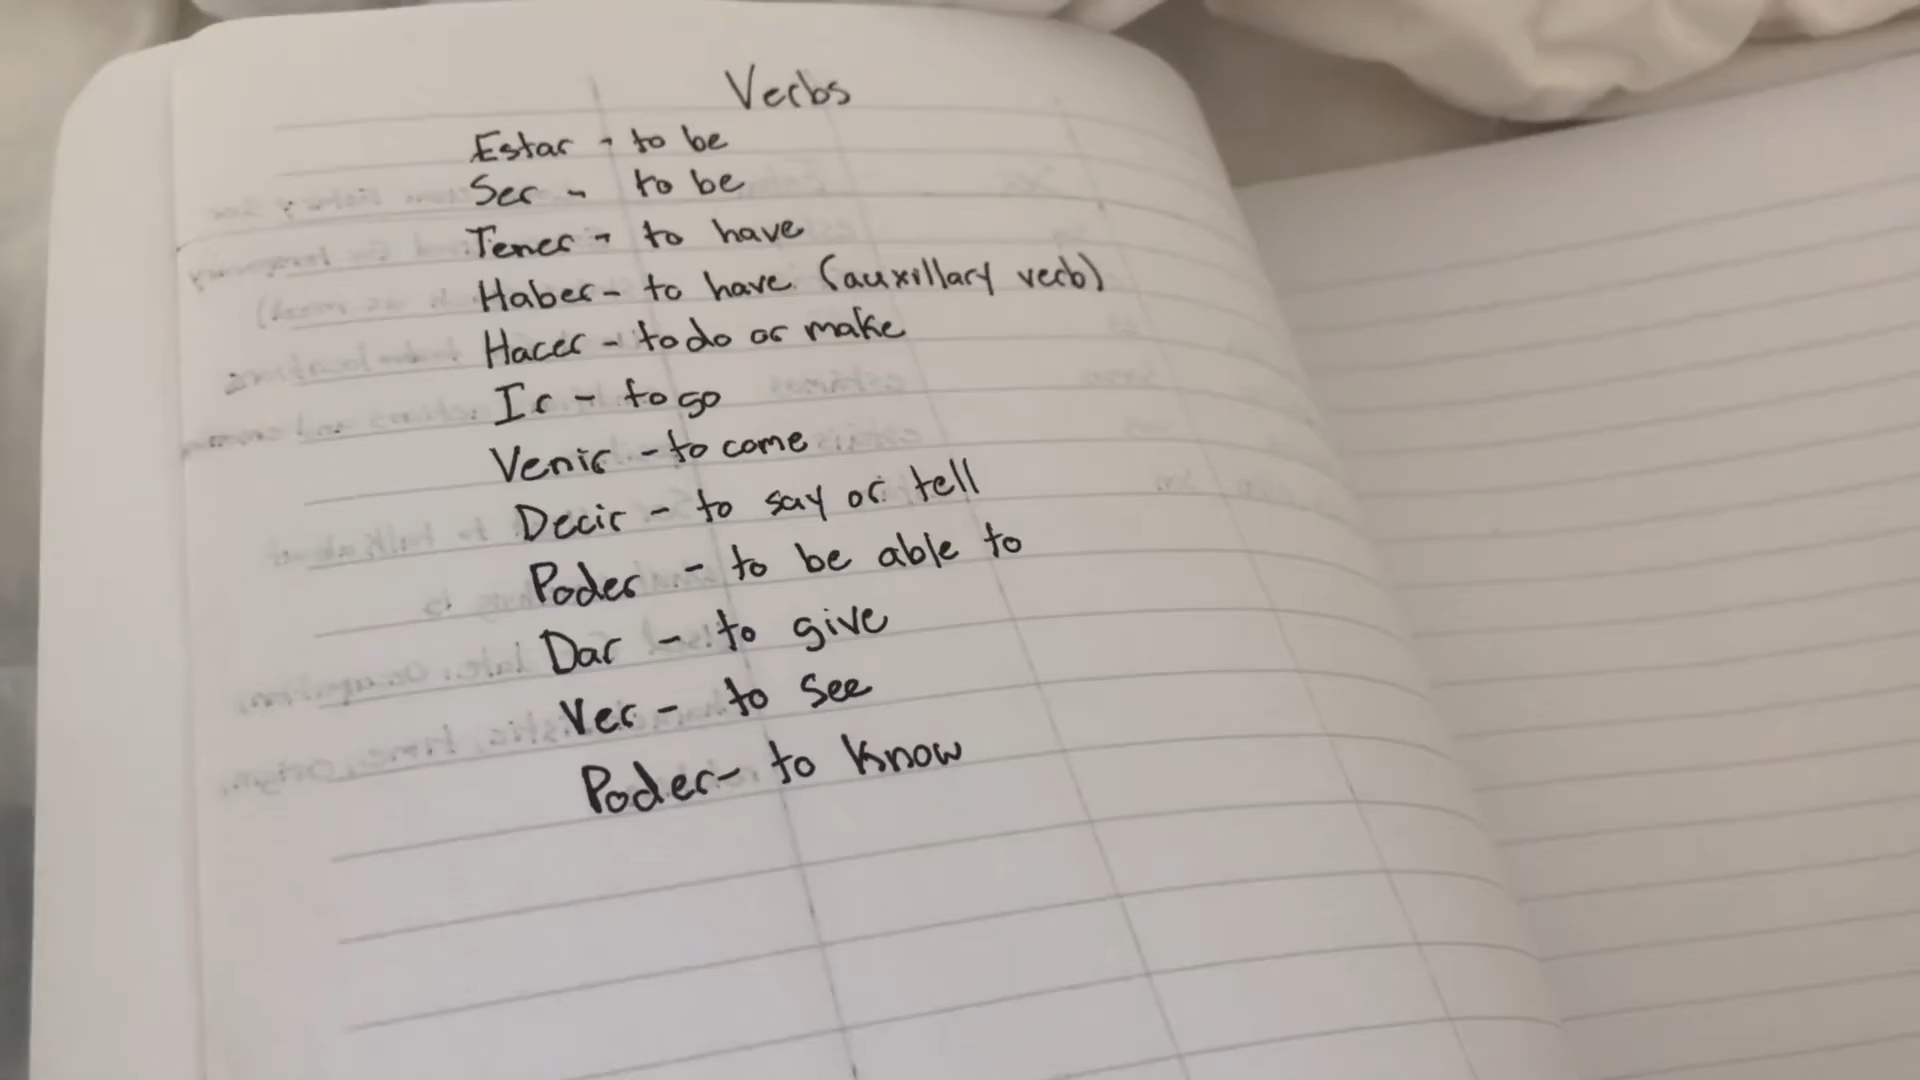 Verbs
Estar - to be
Ser - to be
Tener - to have
Haber - to have (auxillary verb)
Hacer - to do or make
Ir - to go
Venir - to come
Decir - to say or tell
Poder - to be able to
Dar - to give
Ver - to see
Poder - to know